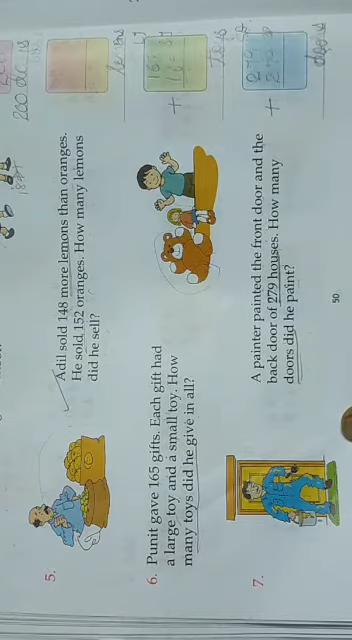 5. Adil sold 148 more lemons than oranges.
He sold 152 oranges. How many lemons
did he sell?
6. Punit gave 165 gifts. Each gift had
a large toy and a small toy. How
many toys did he give in all?
7. A painter painted the front door and the
back door of 279 houses. How many
doors did he paint?
50